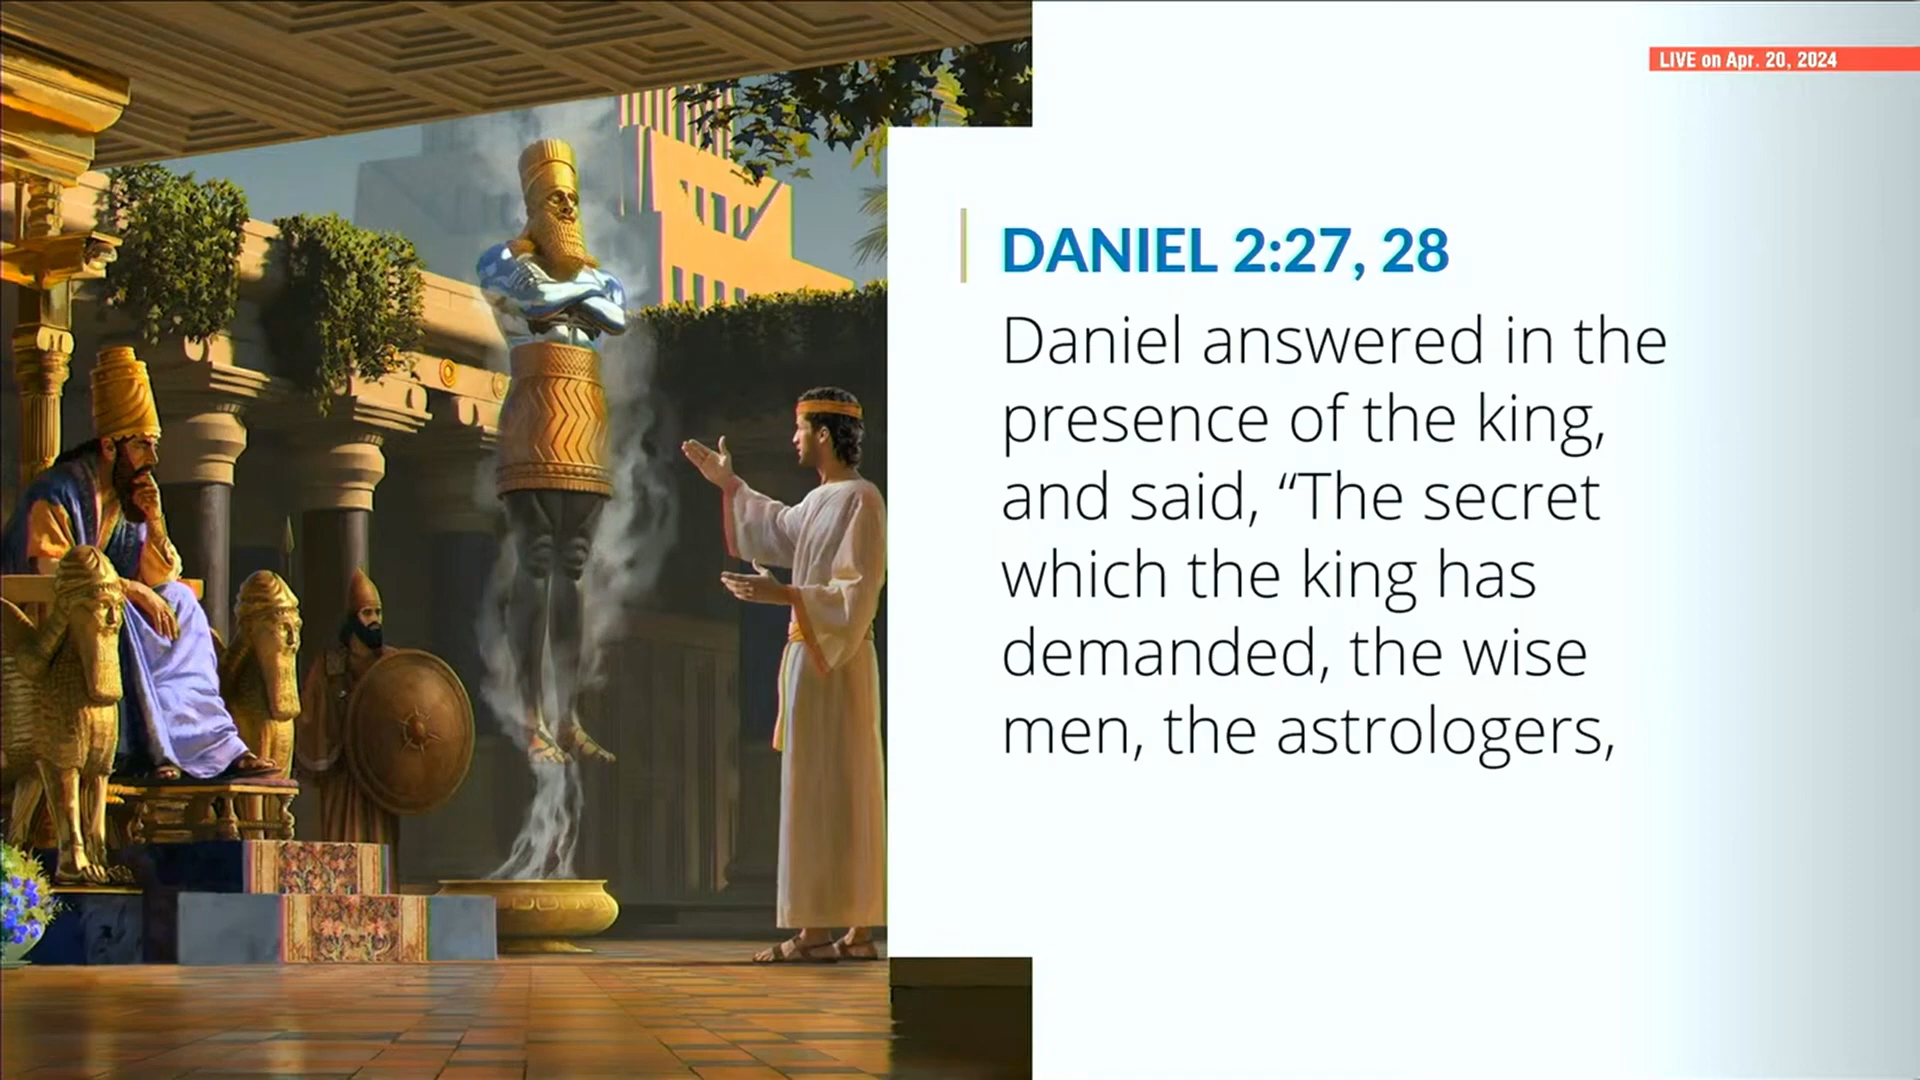 LIVE on Apr. 20, 2024
DANIEL 2:27, 28
Daniel answered in the
presence of the king,
and said, “The secret
which the king has
demanded, the wise
men, the astrologers,